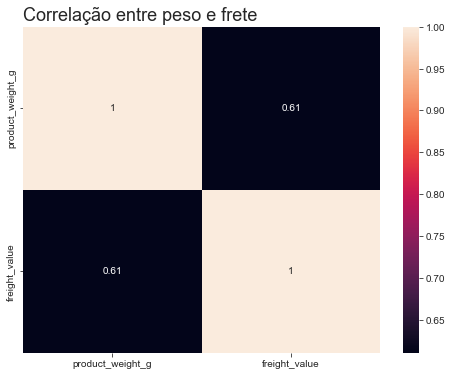 Correlação entre peso e frete
product_weight_g
1
0.61
freight_value
0.61
1
product_weight_g
freight_value
1.00
0.95
0.90
0.85
0.80
0.75
0.70
0.65